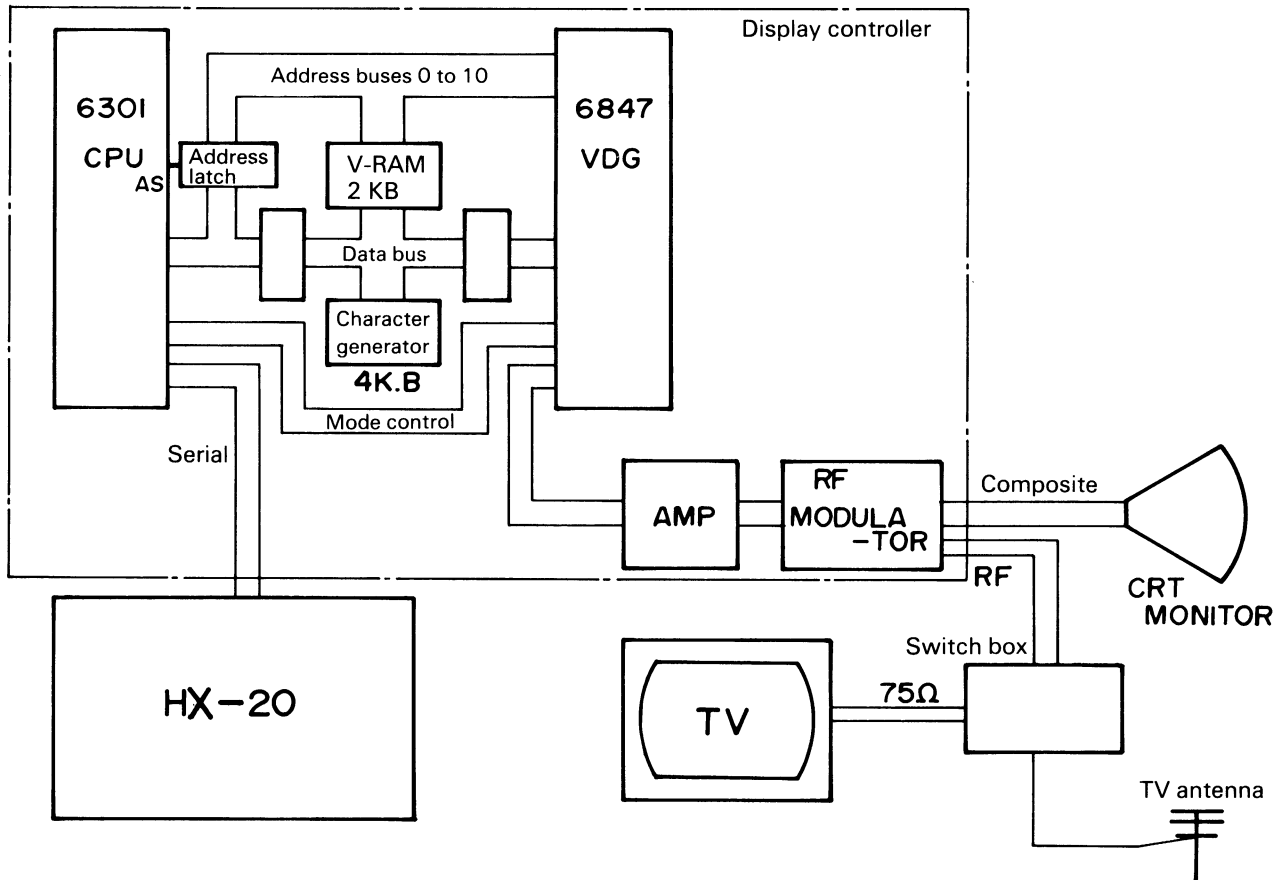 Display controller
6301
CPU
AS
Address buses 0 to 10
6847
VDG
Address
latch
V-RAM
2 KB
Data bus
Character
generator
4K.B
Mode control
Serial
AMP
RF
MODULA
-TOR
Composite
RF
CRT
MONITOR
HX-20
Switch box
TV
75Ω
TV antenna